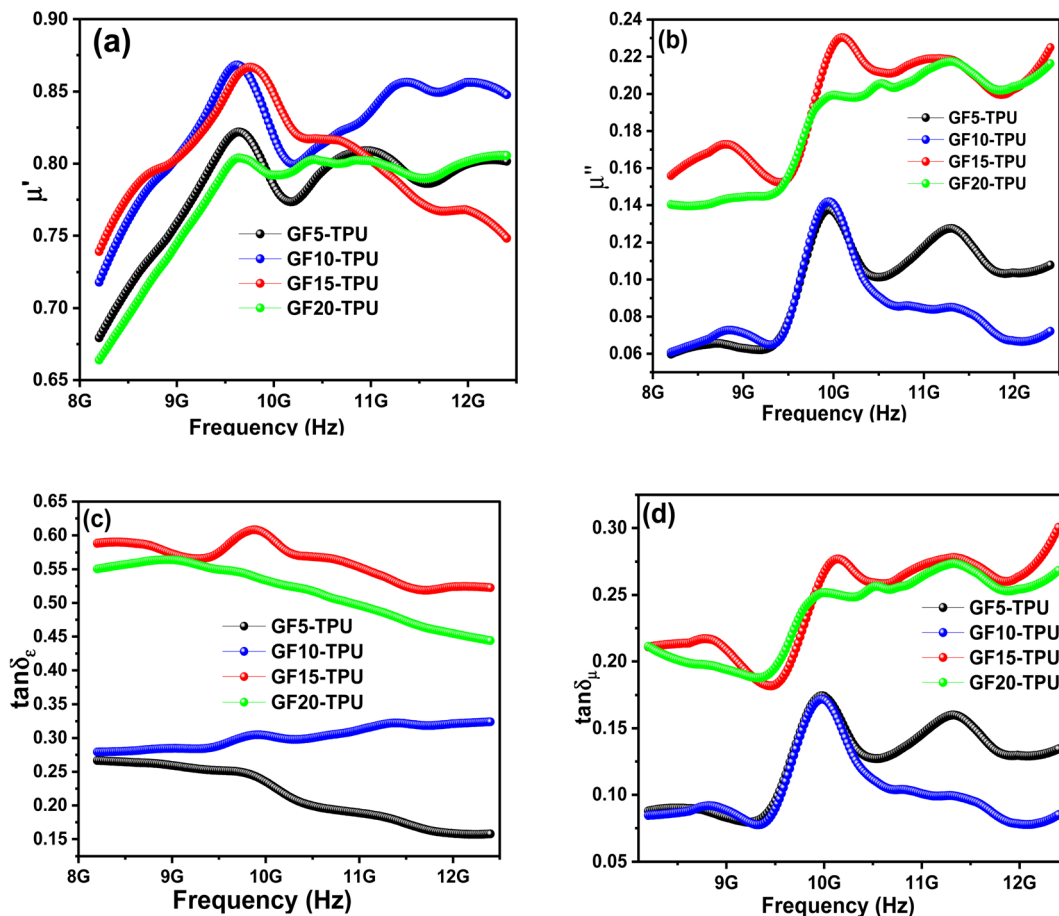 (a)
0.90
0.85
0.80
0.75
0.70
0.65
μ'
GF5-TPU
GF10-TPU
GF15-TPU
GF20-TPU
8G 9G 10G 11G 12G
Frequency (Hz)
(b)
0.24
0.22
0.20
0.18
0.16
0.14
0.12
0.10
0.08
0.06
μ"
GF5-TPU
GF10-TPU
GF15-TPU
GF20-TPU
8G 9G 10G 11G 12G
Frequency (Hz)
(c)
0.65
0.60
0.55
0.50
0.45
0.40
0.35
0.30
0.25
0.20
0.15
tanδε
GF5-TPU
GF10-TPU
GF15-TPU
GF20-TPU
8G 9G 10G 11G 12G
Frequency (Hz)
(d)
0.30
0.25
0.20
0.15
0.10
0.05
tanδμ
GF5-TPU
GF10-TPU
GF15-TPU
GF20-TPU
9G 10G 11G 12G
Frequency (Hz)